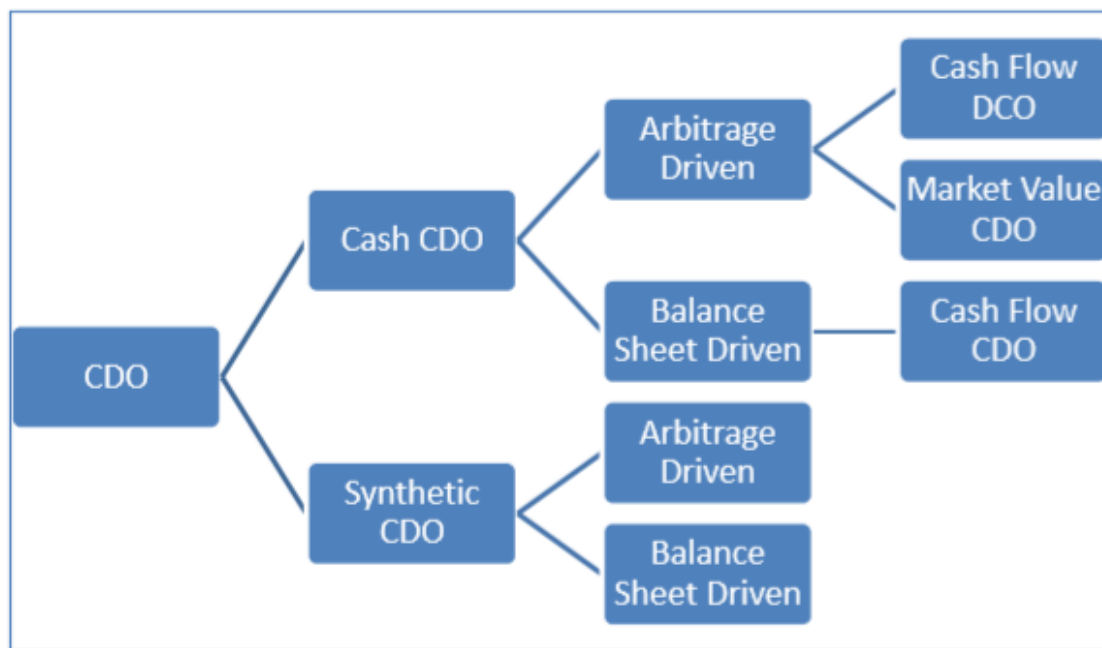 CDO
Cash CDO
Arbitrage
Driven
Cash Flow
DCO
Market Value
CDO
Balance
Sheet Driven
Cash Flow
CDO
Synthetic
CDO
Arbitrage
Driven
Balance
Sheet Driven